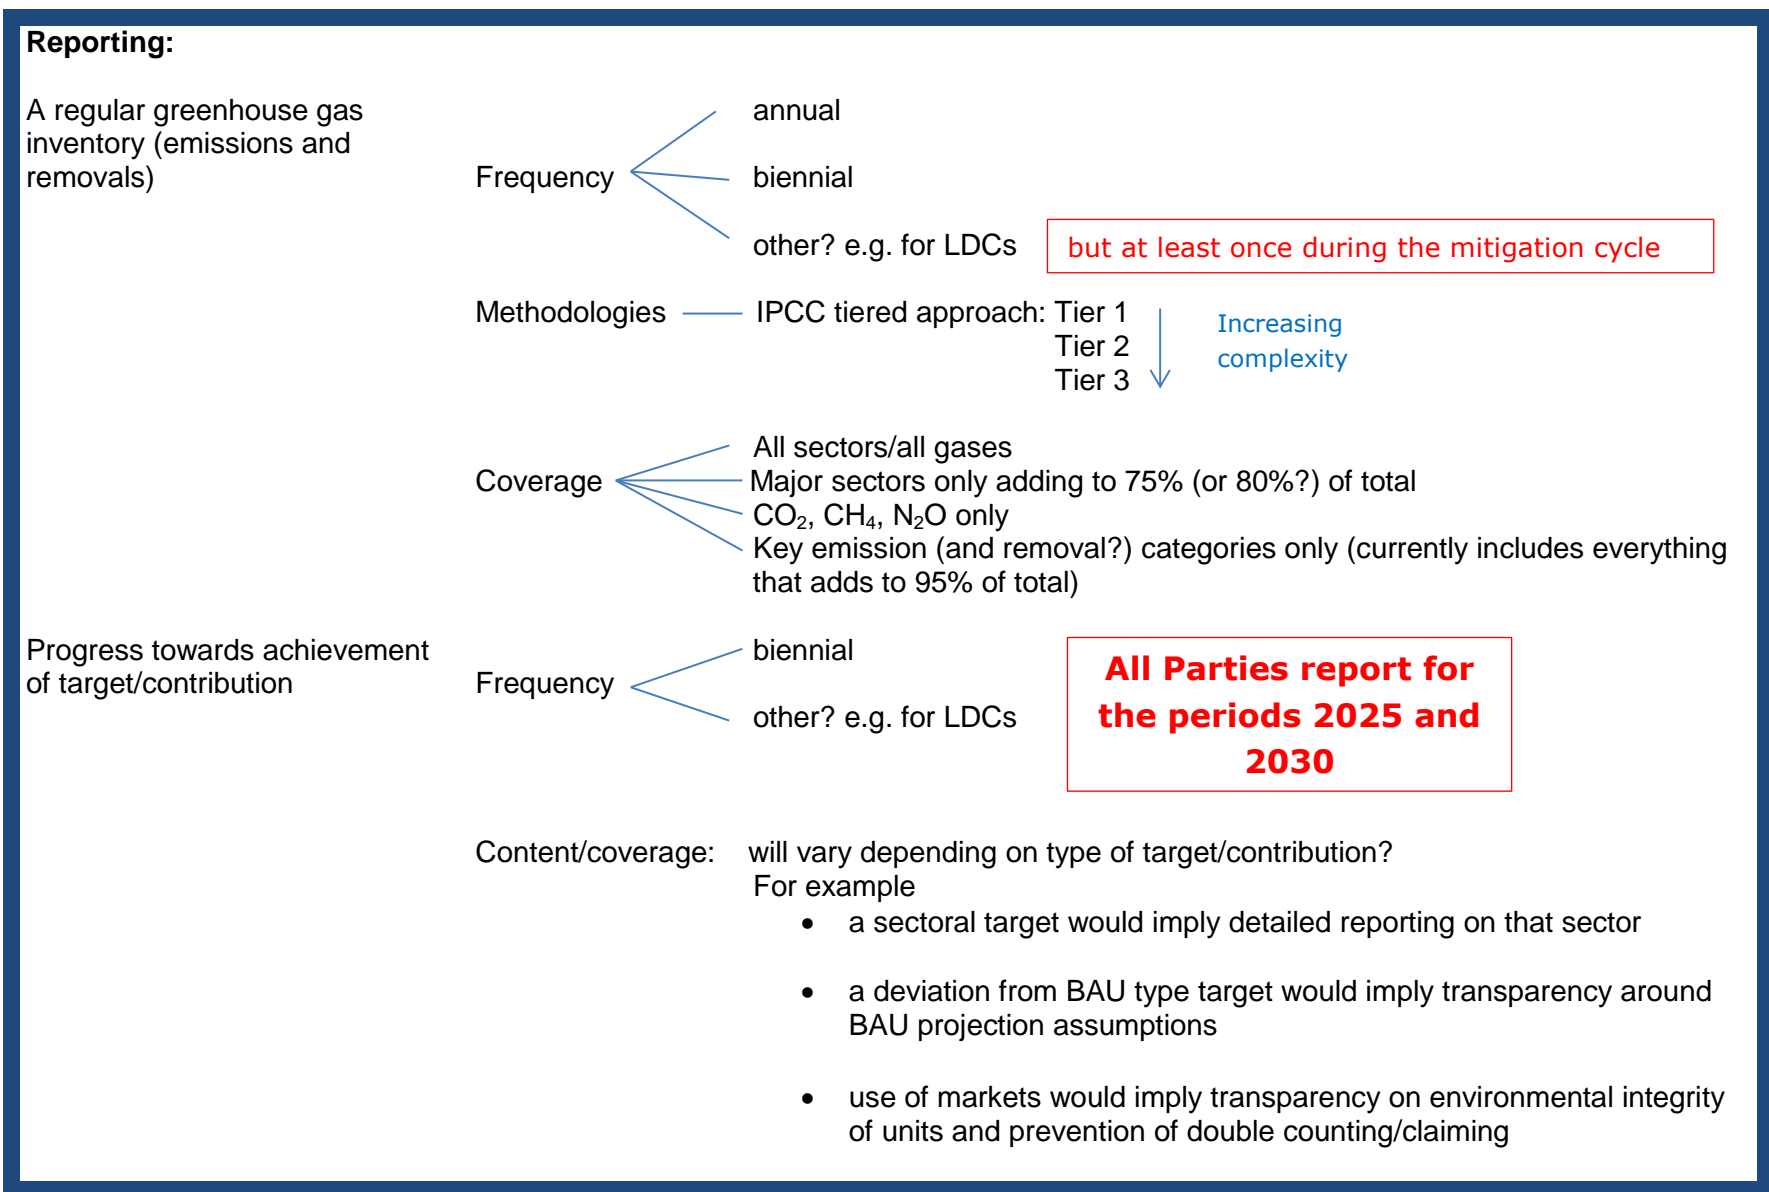 Reporting:
A regular greenhouse gas
inventory (emissions and
removals)
Frequency
annual
biennial
other? e.g. for LDCs
but at least once during the mitigation cycle
Methodologies
IPCC tiered approach: Tier 1
Tier 2
Tier 3
Increasing
complexity
Coverage
All sectors/all gases
Major sectors only adding to 75% (or 80%?) of total
CO₂, CH₄, N₂O only
Key emission (and removal?) categories only (currently includes everything
that adds to 95% of total)
Progress towards achievement
of target/contribution
Frequency
biennial
other? e.g. for LDCs
All Parties report for
the periods 2025 and
2030
Content/coverage:
will vary depending on type of target/contribution?
For example
• a sectoral target would imply detailed reporting on that sector
• a deviation from BAU type target would imply transparency around
BAU projection assumptions
• use of markets would imply transparency on environmental integrity
of units and prevention of double counting/claiming